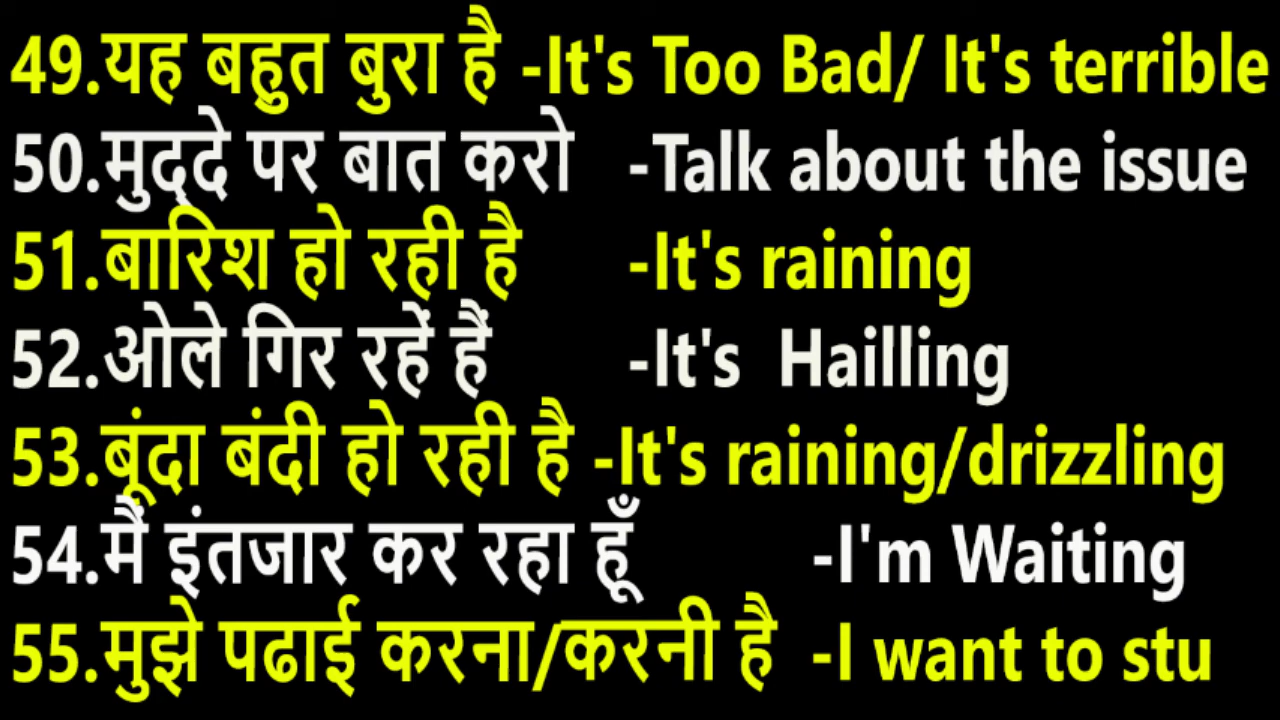 49.यह बहुत बुरा है -It's Too Bad/ It's terrible
50.मुद्दे पर बात करो -Talk about the issue
51.बारिश हो रही है -It's raining
52.ओले गिर रहें हैं -It's Hailling
53.बूंदा बंदी हो रही है -It's raining/drizzling
54.मैं इंतजार कर रहा हूँ -I'm Waiting
55.मुझे पढाई करना/करनी है -I want to stu